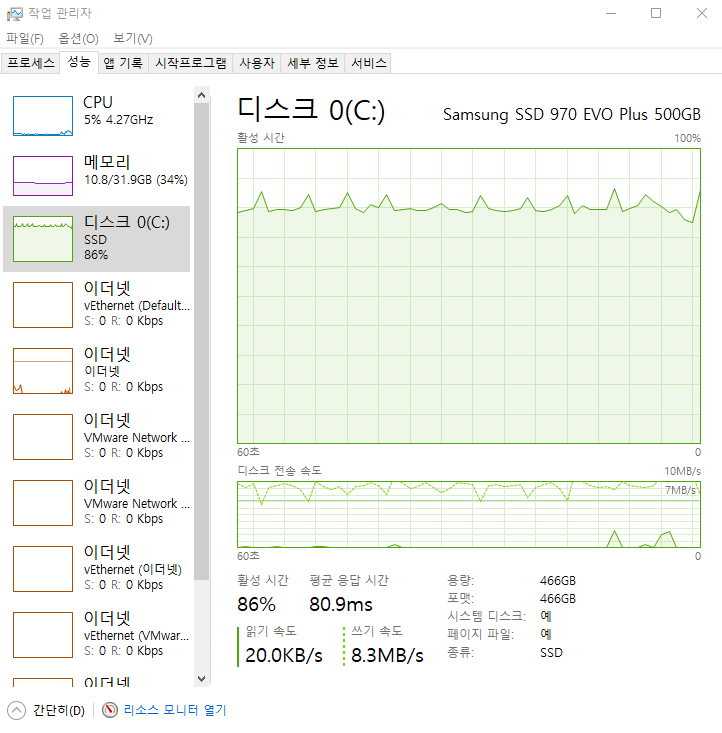 작업 관리자
파일(F) 옵션(O) 보기(V)
프로세스 성능 앱 기록 시작프로그램 사용자 세부 정보 서비스
CPU
5% 4.27GHz
메모리
10.8/31.9GB (34%)
디스크 0(C:)
SSD
86%
이더넷
vEthernet (Default...
S: 0 R: 0 Kbps
이더넷
이더넷
S: 0 R: 0 Kbps
이더넷
VMware Network ...
S: 0 R: 0 Kbps
이더넷
VMware Network ...
S: 0 R: 0 Kbps
이더넷
vEthernet (이더넷)
S: 0 R: 0 Kbps
이더넷
vEthernet (VMwar...
S: 0 R: 0 Kbps
이더넷
디스크 0(C:) Samsung SSD 970 EVO Plus 500GB
활성 시간 100%
60초 0
디스크 전송 속도 10MB/s
7MB/s
60초 0
활성 시간 평균 응답 시간
86% 80.9ms
읽기 속도 쓰기 속도
20.0KB/s 8.3MB/s
용량: 466GB
포맷: 466GB
시스템 디스크: 예
페이지 파일: 예
종류: SSD
간단히(D) 리소스 모니터 열기